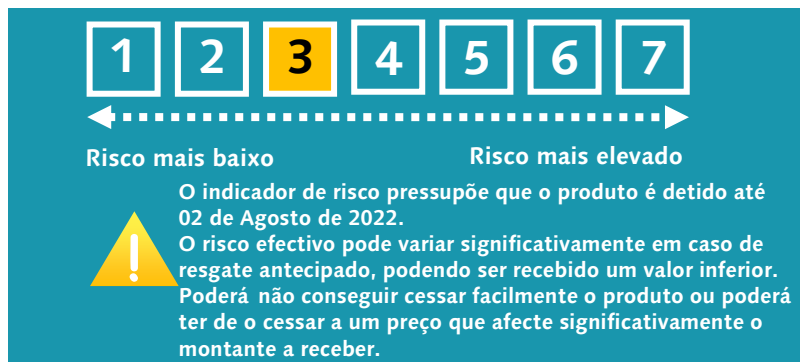 1 2 3 4 5 6 7
Risco mais baixo Risco mais elevado
O indicador de risco pressupõe que o produto é detido até
02 de Agosto de 2022.
O risco efectivo pode variar significativamente em caso de
resgate antecipado, podendo ser recebido um valor inferior.
Poderá não conseguir cessar facilmente o produto ou poderá
ter de o cessar a um preço que afecte significativamente o
montante a receber.